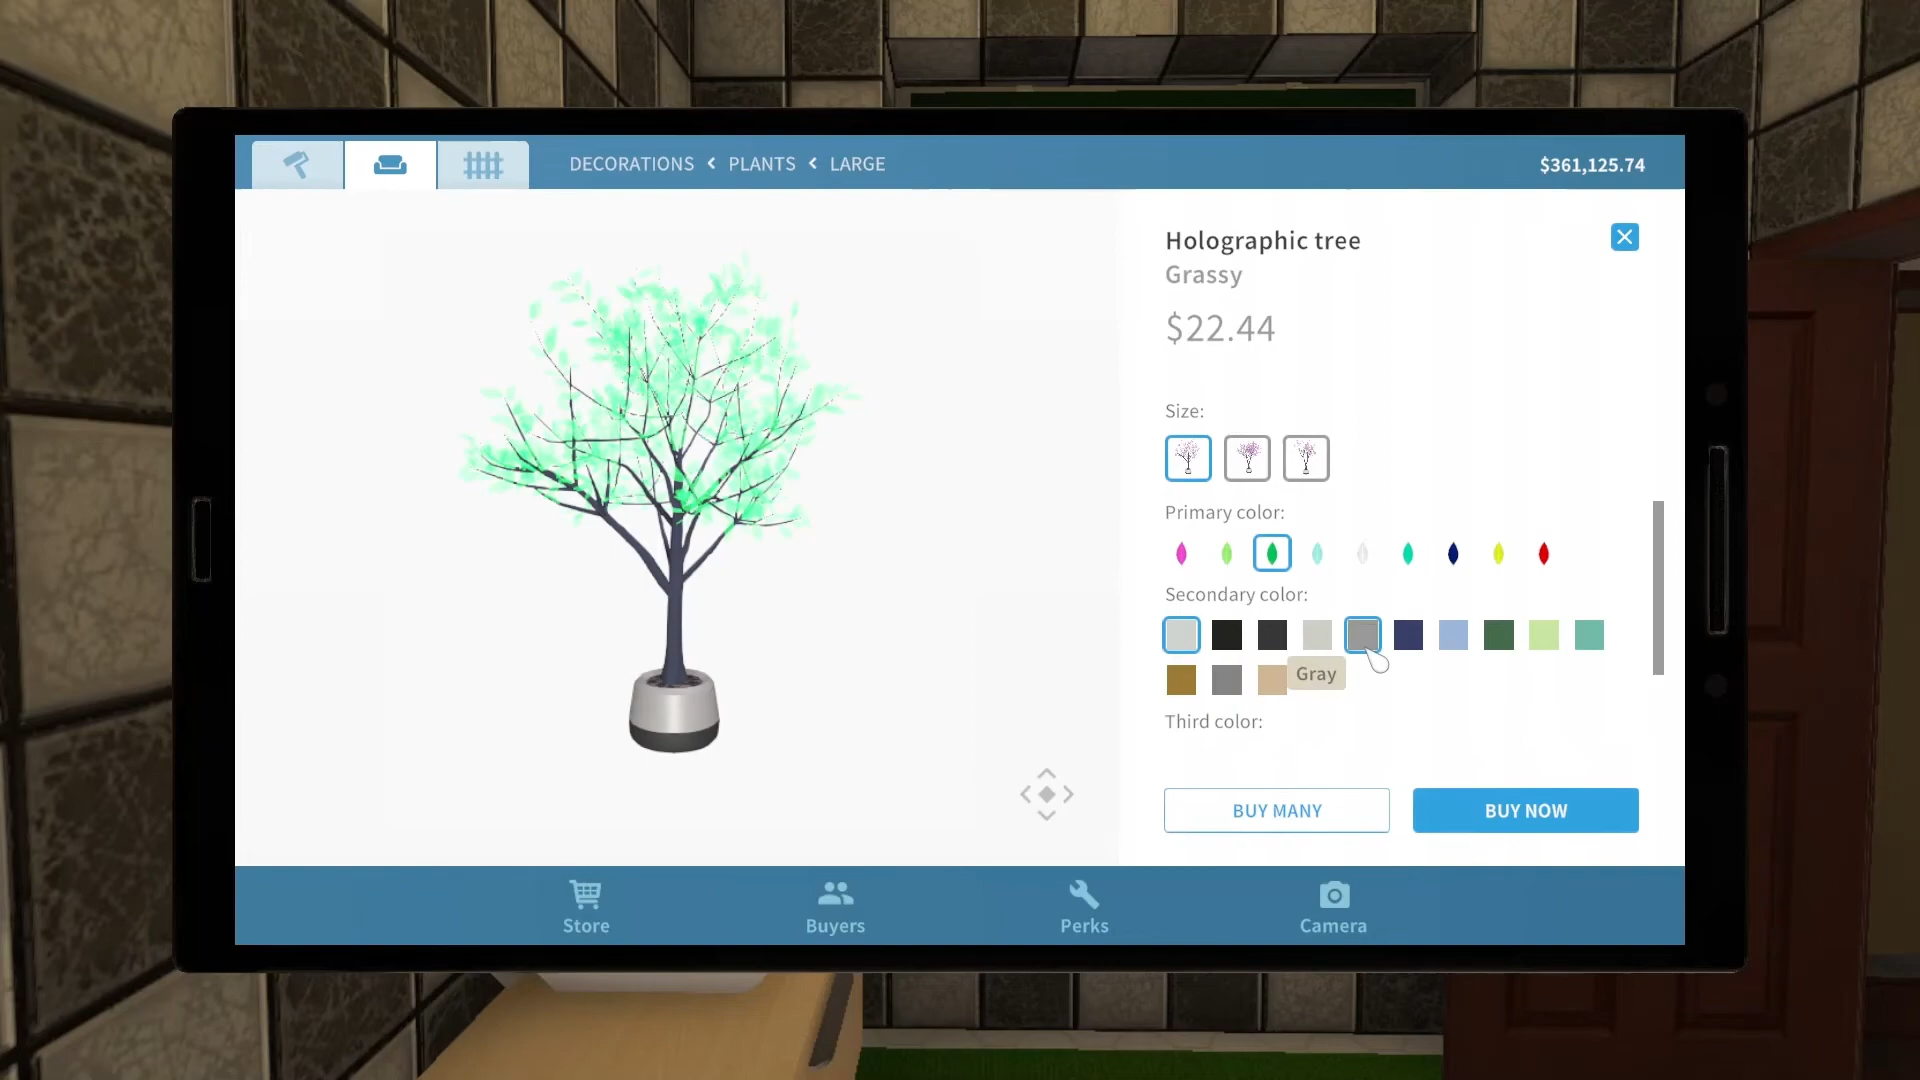 DECORATIONS < PLANTS < LARGE
$361,125.74
Holographic tree
Grassy
$22.44
Size:
Primary color:
Secondary color:
Gray
Third color:
BUY MANY
BUY NOW
Store
Buyers
Perks
Camera